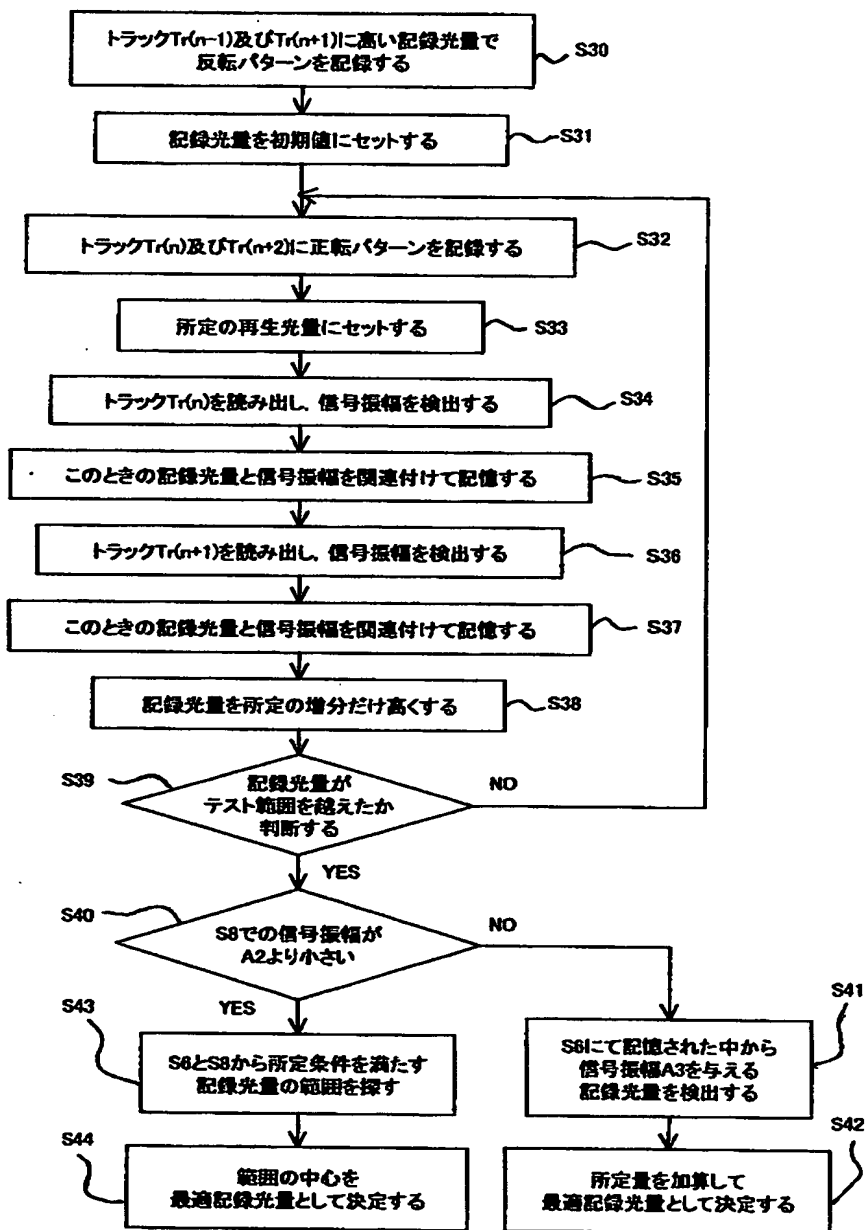 トラックTr(n-1)及びTr(n+1)に高い記録光量で
反転パターンを記録する
S30
記録光量を初期値にセットする
S31
トラックTr(n)及びTr(n+2)に正転パターンを記録する
S32
所定の再生光量にセットする
S33
トラックTr(n)を読み出し、信号振幅を検出する
S34
このときの記録光量と信号振幅を関連付けて記憶する
S35
トラックTr(n+1)を読み出し、信号振幅を検出する
S36
このときの記録光量と信号振幅を関連付けて記憶する
S37
記録光量を所定の増分だけ高くする
S38
S39
記録光量が
テスト範囲を越えたか
判断する
NO
YES
S40
S8での信号振幅が
A2より小さい
NO
YES
S43
S6とS8から所定条件を満たす
記録光量の範囲を探す
S41
S6にて記憶された中から
信号振幅A3を与える
記録光量を検出する
S44
範囲の中心を
最適記録光量として決定する
S42
所定量を加算して
最適記録光量として決定する